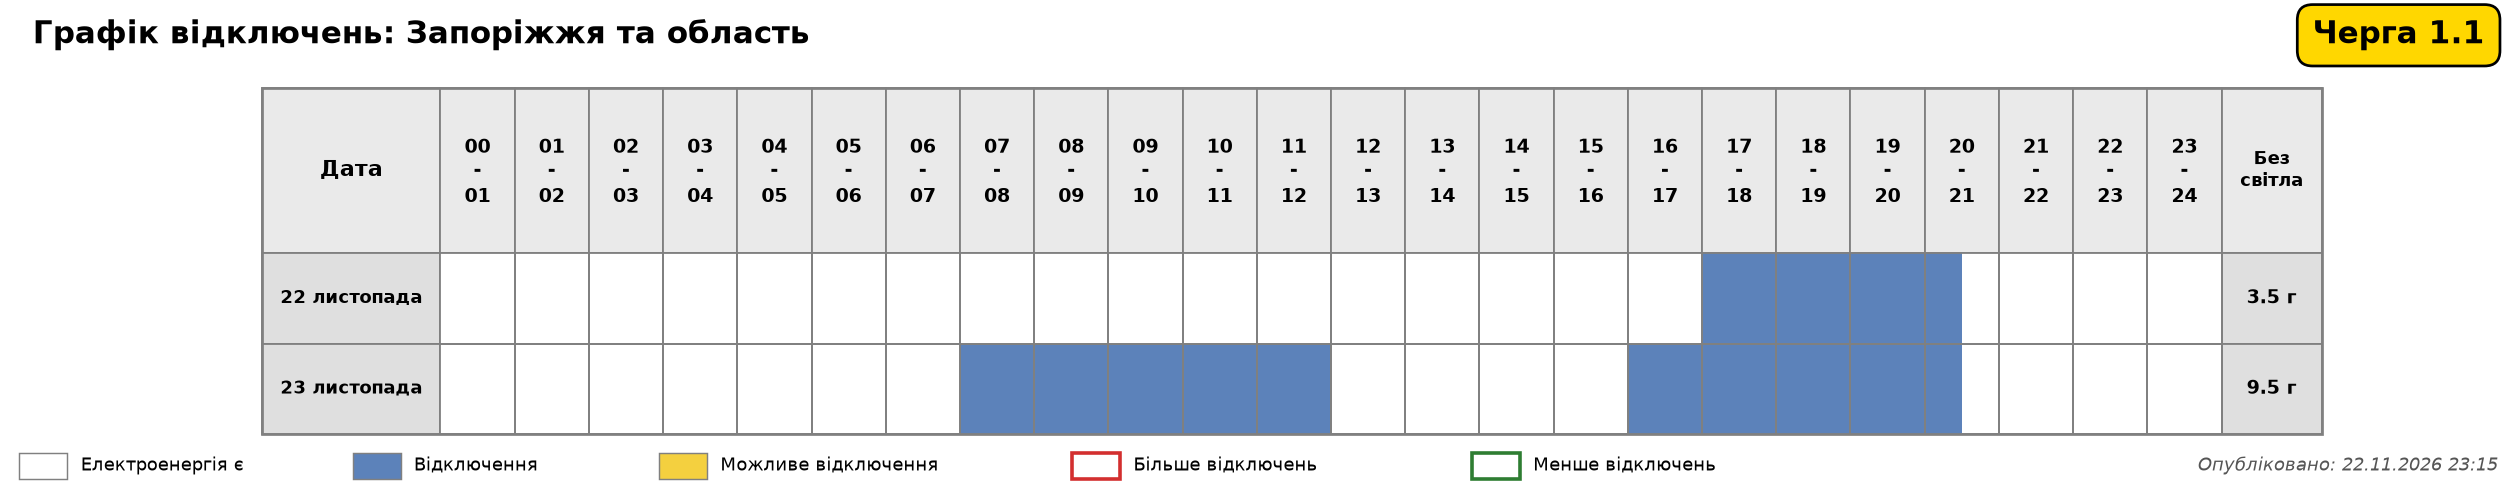 Графік відключень: Запоріжжя та область
Черга 1.1
Дата
00 - 01
01 - 02
02 - 03
03 - 04
04 - 05
05 - 06
06 - 07
07 - 08
08 - 09
09 - 10
10 - 11
11 - 12
12 - 13
13 - 14
14 - 15
15 - 16
16 - 17
17 - 18
18 - 19
19 - 20
20 - 21
21 - 22
22 - 23
23 - 24
Без
світла
22 листопада
3.5 г
23 листопада
9.5 г
Електроенергія є
Відключення
Можливе відключення
Більше відключень
Менше відключень
Опубліковано: 22.11.2026 23:15